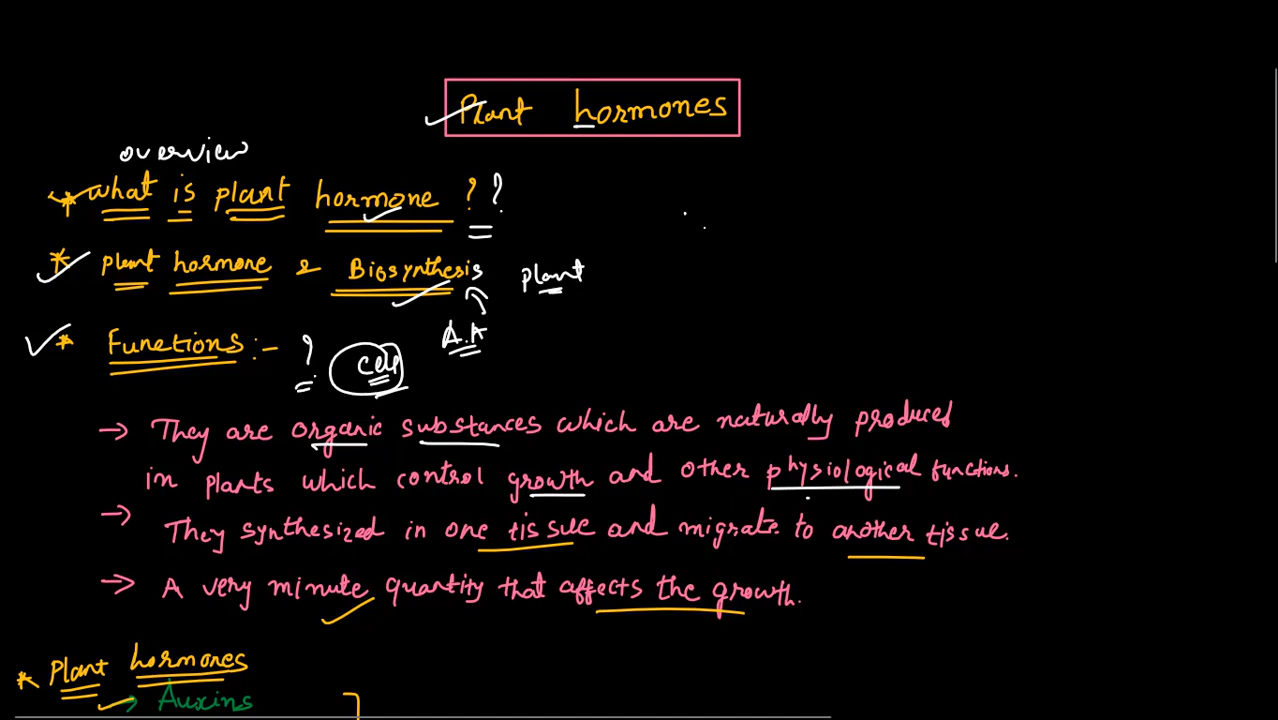 Plant hormones
overview
* what is plant hormone ? ?
* plant hormone & Biosynthesis plant
A.A
* Functions :- ? Cell
→ They are organic substances which are naturally produced
in plants which control growth and other physiological functions.
→ They synthesized in one tissue and migrate to another tissue.
→ A very minute quantity that affects the growth.
* Plant hormones
→ Auxins